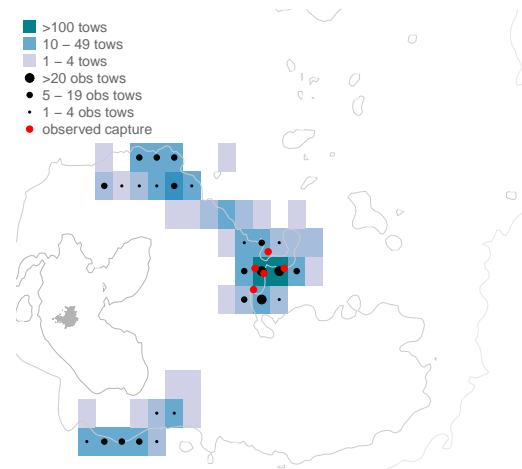 >100 tows
10 – 49 tows
1 – 4 tows
>20 obs tows
5 – 19 obs tows
1 – 4 obs tows
observed capture